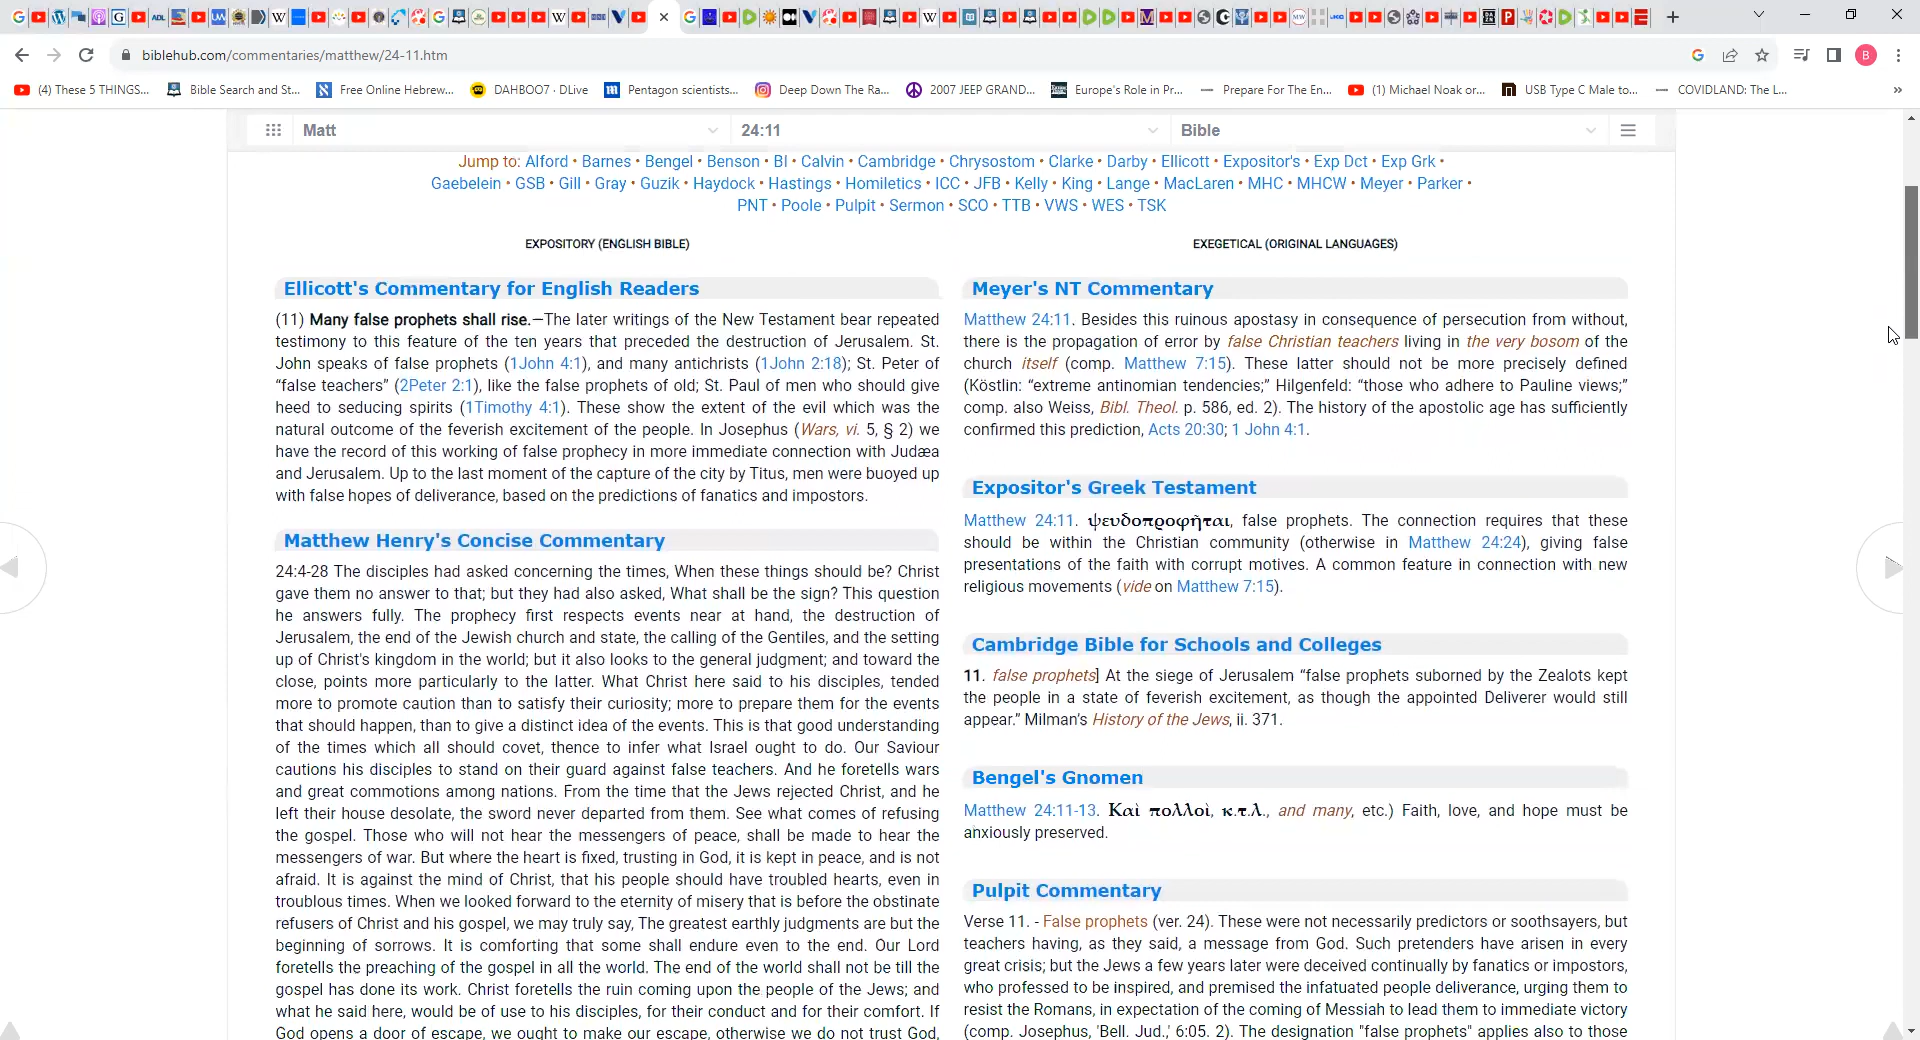 biblehub.com/commentaries/matthew/24-11.htm
B
(4) These 5 THINGS...
Bible Search and St...
Free Online Hebrew...
DAHBOO7 · DLive
Pentagon scientists...
Deep Down The Ra...
2007 JEEP GRAND...
Europe's Role in Pr...
Prepare For The En...
(1) Michael Noak or...
USB Type C Male to...
COVIDLAND: The L...
Matt
24:11
Bible
Jump to: Alford • Barnes • Bengel • Benson • BI • Calvin • Cambridge • Chrysostom • Clarke • Darby • Ellicott • Expositor's • Exp Dct • Exp Grk •
Gaebelein • GSB • Gill • Gray • Guzik • Haydock • Hastings • Homiletics • ICC • JFB • Kelly • King • Lange • MacLaren • MHC • MHCW • Meyer • Parker •
PNT • Poole • Pulpit • Sermon • SCO • TTB • VWS • WES • TSK
EXPOSITORY (ENGLISH BIBLE)
Ellicott's Commentary for English Readers
(11) Many false prophets shall rise.—The later writings of the New Testament bear repeated
testimony to this feature of the ten years that preceded the destruction of Jerusalem. St.
John speaks of false prophets (1John 4:1), and many antichrists (1John 2:18); St. Peter of
“false teachers” (2Peter 2:1), like the false prophets of old; St. Paul of men who should give
heed to seducing spirits (1Timothy 4:1). These show the extent of the evil which was the
natural outcome of the feverish excitement of the people. In Josephus (Wars, vi. 5, § 2) we
have the record of this working of false prophecy in more immediate connection with Judæa
and Jerusalem. Up to the last moment of the capture of the city by Titus, men were buoyed up
with false hopes of deliverance, based on the predictions of fanatics and impostors.
Matthew Henry's Concise Commentary
24:4-28 The disciples had asked concerning the times, When these things should be? Christ
gave them no answer to that; but they had also asked, What shall be the sign? This question
he answers fully. The prophecy first respects events near at hand, the destruction of
Jerusalem, the end of the Jewish church and state, the calling of the Gentiles, and the setting
up of Christ's kingdom in the world; but it also looks to the general judgment; and toward the
close, points more particularly to the latter. What Christ here said to his disciples, tended
more to promote caution than to satisfy their curiosity; more to prepare them for the events
that should happen, than to give a distinct idea of the events. This is that good understanding
of the times which all should covet, thence to infer what Israel ought to do. Our Saviour
cautions his disciples to stand on their guard against false teachers. And he foretells wars
and great commotions among nations. From the time that the Jews rejected Christ, and he
left their house desolate, the sword never departed from them. See what comes of refusing
the gospel. Those who will not hear the messengers of peace, shall be made to hear the
messengers of war. But where the heart is fixed, trusting in God, it is kept in peace, and is not
afraid. It is against the mind of Christ, that his people should have troubled hearts, even in
troublous times. When we looked forward to the eternity of misery that is before the obstinate
refusers of Christ and his gospel, we may truly say, The greatest earthly judgments are but the
beginning of sorrows. It is comforting that some shall endure even to the end. Our Lord
foretells the preaching of the gospel in all the world. The end of the world shall not be till the
gospel has done its work. Christ foretells the ruin coming upon the people of the Jews; and
what he said here, would be of use to his disciples, for their conduct and for their comfort. If
God opens a door of escape, we ought to make our escape, otherwise we do not trust God,
EXEGETICAL (ORIGINAL LANGUAGES)
Meyer's NT Commentary
Matthew 24:11. Besides this ruinous apostasy in consequence of persecution from without,
there is the propagation of error by false Christian teachers living in the very bosom of the
church itself (comp. Matthew 7:15). These latter should not be more precisely defined
(Köstlin: “extreme antinomian tendencies;” Hilgenfeld: “those who adhere to Pauline views;”
comp. also Weiss, Bibl. Theol. p. 586, ed. 2). The history of the apostolic age has sufficiently
confirmed this prediction, Acts 20:30; 1 John 4:1.
Expositor's Greek Testament
Matthew 24:11. ψευδοπροφῆται, false prophets. The connection requires that these
should be within the Christian community (otherwise in Matthew 24:24), giving false
presentations of the faith with corrupt motives. A common feature in connection with new
religious movements (vide on Matthew 7:15).
Cambridge Bible for Schools and Colleges
11. false prophets] At the siege of Jerusalem “false prophets suborned by the Zealots kept
the people in a state of feverish excitement, as though the appointed Deliverer would still
appear.” Milman's History of the Jews, ii. 371.
Bengel's Gnomen
Matthew 24:11-13. Καὶ πολλοὶ, κ.τ.λ., and many, etc.) Faith, love, and hope must be
anxiously preserved.
Pulpit Commentary
Verse 11. - False prophets (ver. 24). These were not necessarily predictors or soothsayers, but
teachers having, as they said, a message from God. Such pretenders have arisen in every
great crisis; but the Jews a few years later were deceived continually by fanatics or impostors,
who professed to be inspired, and premised the infatuated people deliverance, urging them to
resist the Romans, in expectation of the coming of Messiah to lead them to immediate victory
(comp. Josephus, 'Bell. Jud.,' 6:05. 2). The designation "false prophets" applies also to those